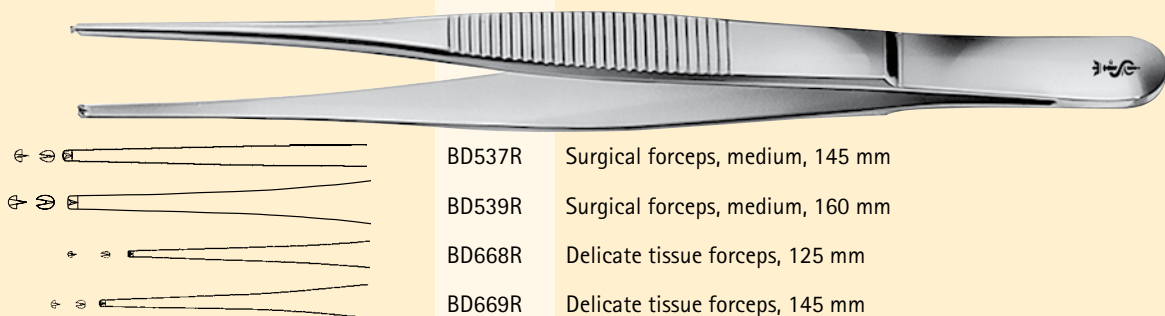 BD537R Surgical forceps, medium, 145 mm
BD539R Surgical forceps, medium, 160 mm
BD668R Delicate tissue forceps, 125 mm
BD669R Delicate tissue forceps, 145 mm